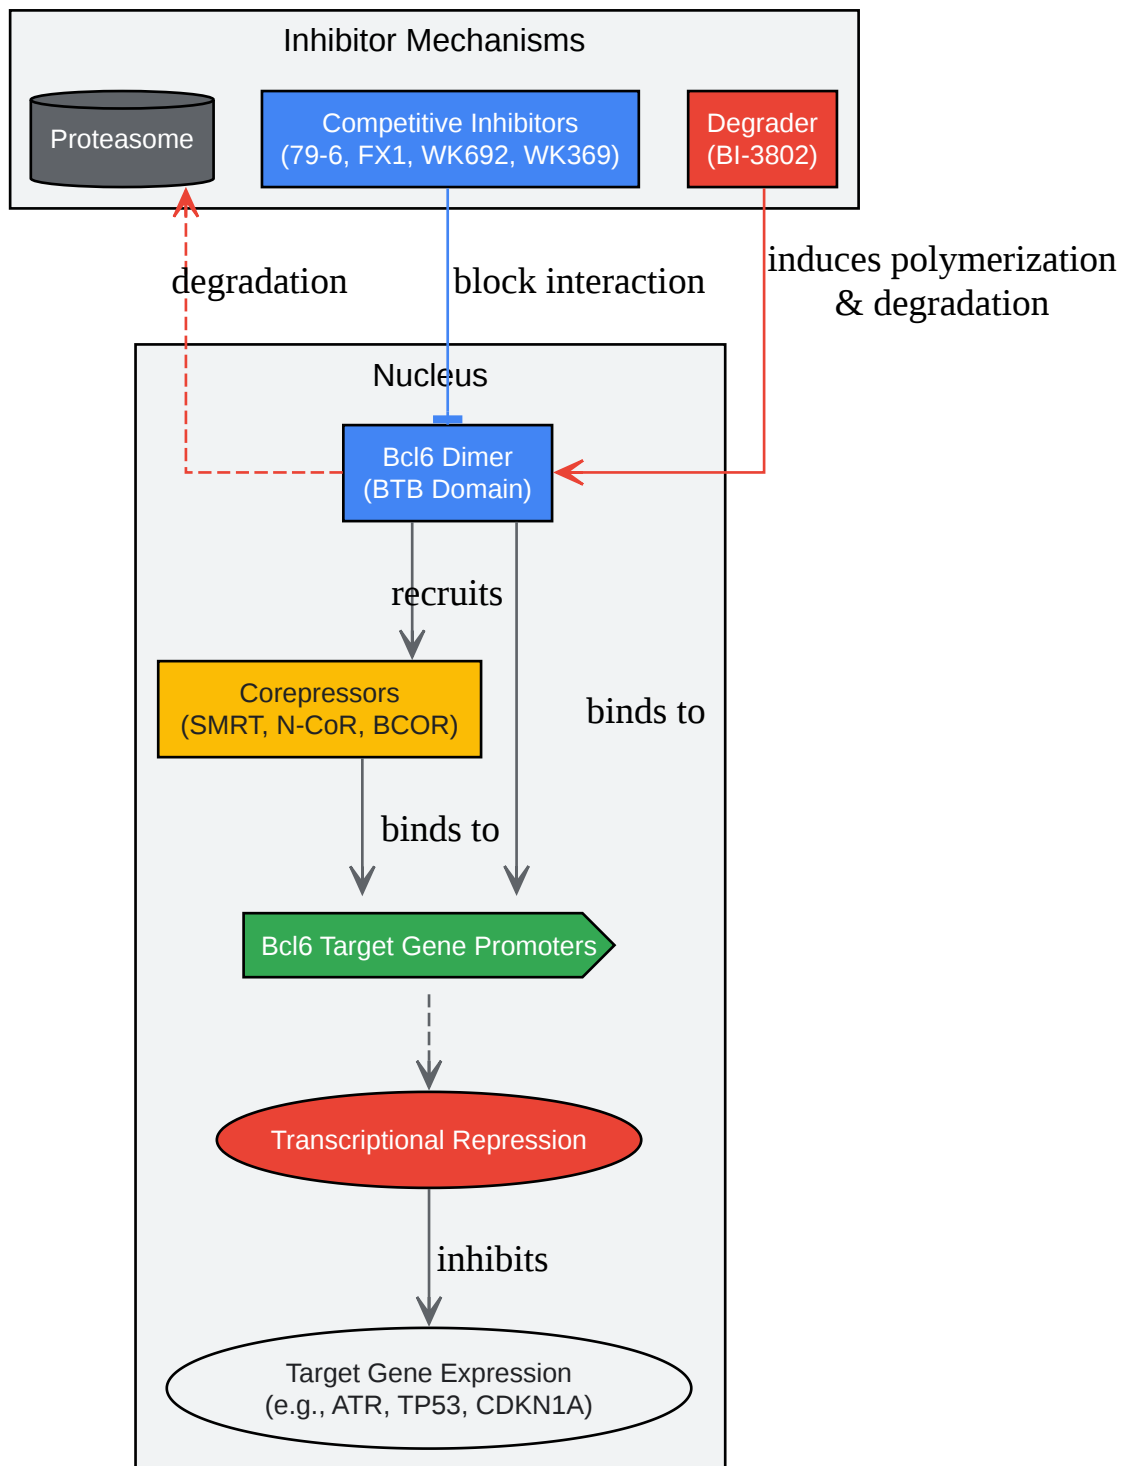 Inhibitor Mechanisms
Proteasome
Competitive Inhibitors
(79-6, FX1, WK692, WK369)
Degrader
(BI-3802)
degradation
block interaction
induces polymerization
& degradation
Nucleus
Bcl6 Dimer
(BTB Domain)
recruits
Corepressors
(SMRT, N-CoR, BCOR)
binds to
binds to
Bcl6 Target Gene Promoters
Transcriptional Repression
inhibits
Target Gene Expression
(e.g., ATR, TP53, CDKN1A)